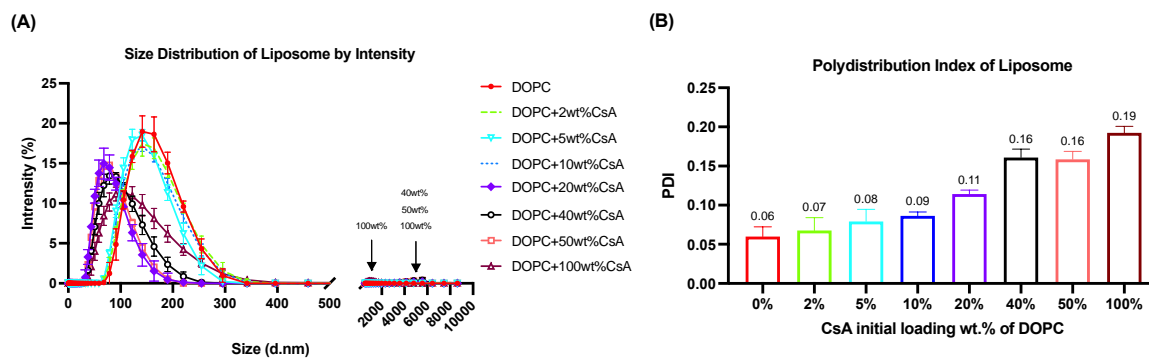 (A)
Size Distribution of Liposome by Intensity
Intrensity (%)
25
20
15
10
5
0
0
100
200
300
400
500
2000
4000
6000
8000
10000
Size (d.nm)
100wt%
40wt%
50wt%
100wt%
DOPC
DOPC+2wt%CsA
DOPC+5wt%CsA
DOPC+10wt%CsA
DOPC+20wt%CsA
DOPC+40wt%CsA
DOPC+50wt%CsA
DOPC+100wt%CsA
(B)
Polydistribution Index of Liposome
PDI
0.25
0.20
0.15
0.10
0.05
0.00
0.06
0.07
0.08
0.09
0.11
0.16
0.16
0.19
0%
2%
5%
10%
20%
40%
50%
100%
CsA initial loading wt.% of DOPC